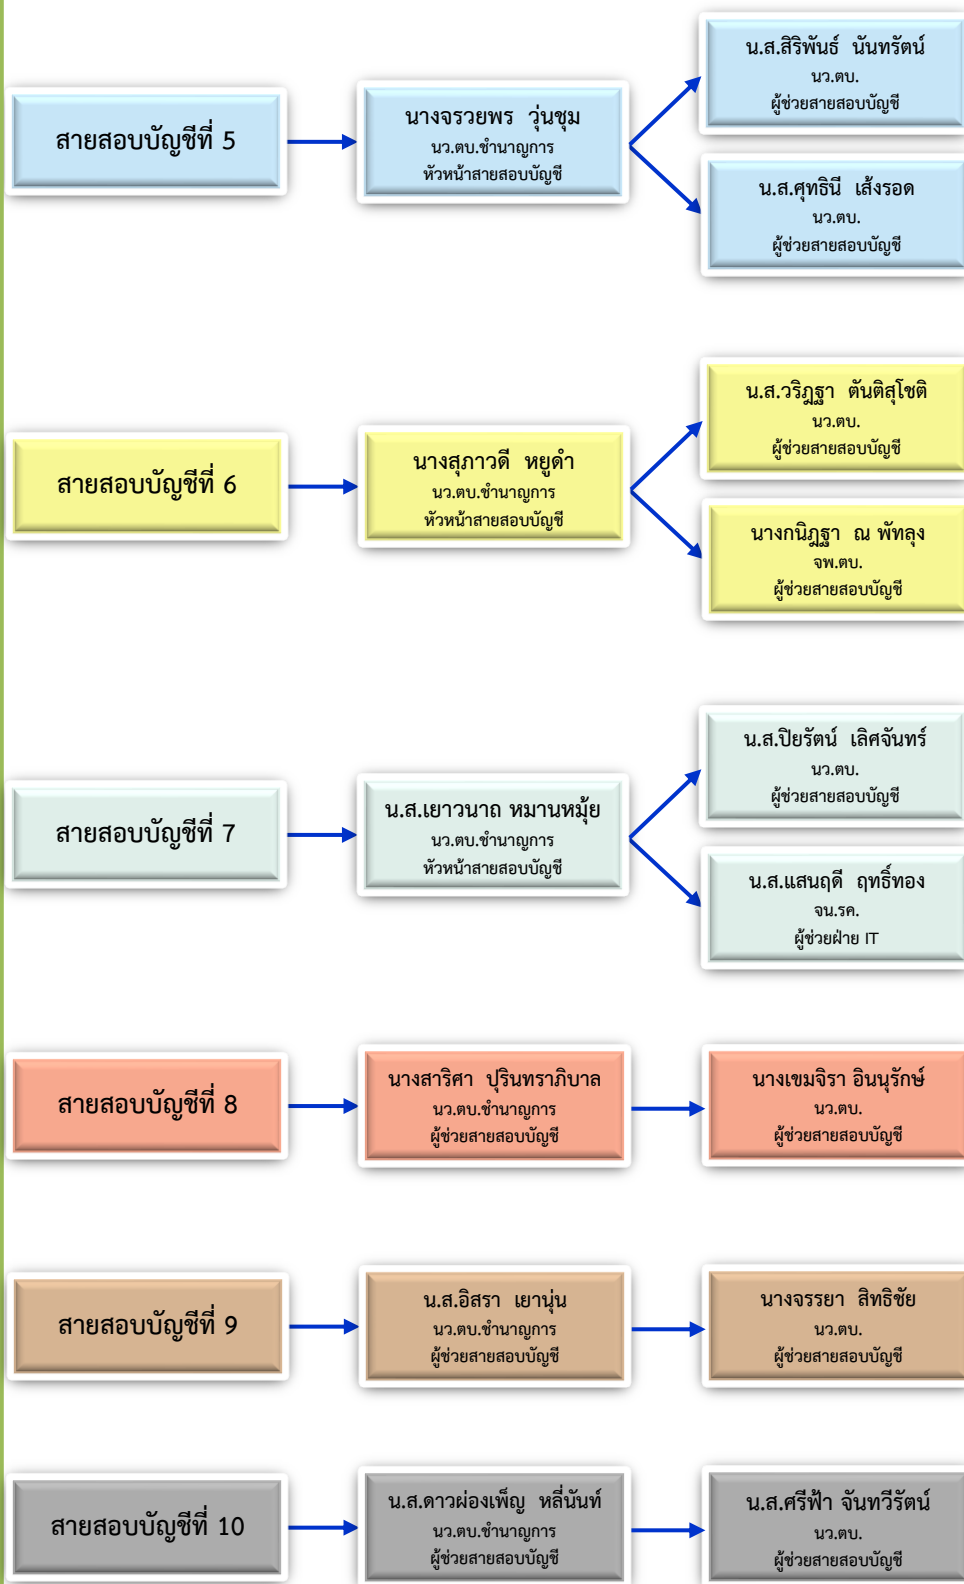 สายสอบบัญชีที่ 5
นางจรวยพร วุ่นชุม
นว.ตบ.ชำนาญการ
หัวหน้าสายสอบบัญชี
น.ส.สิริพันธ์ นันทรัตน์
นว.ตบ.
ผู้ช่วยสายสอบบัญชี
น.ส.ศุทธินี เส้งรอด
นว.ตบ.
ผู้ช่วยสายสอบบัญชี
สายสอบบัญชีที่ 6
นางสุภาวดี หยูดำ
นว.ตบ.ชำนาญการ
หัวหน้าสายสอบบัญชี
น.ส.วริฎฐา ตันติสุโชติ
นว.ตบ.
ผู้ช่วยสายสอบบัญชี
นางกนิฎฐา ณ พัทลุง
จพ.ตบ.
ผู้ช่วยสายสอบบัญชี
สายสอบบัญชีที่ 7
น.ส.เยาวนาถ หมานหมุ้ย
นว.ตบ.ชำนาญการ
หัวหน้าสายสอบบัญชี
น.ส.ปิยรัตน์ เลิศจันทร์
นว.ตบ.
ผู้ช่วยสายสอบบัญชี
น.ส.แสนฤดี ฤทธิ์ทอง
จน.รค.
ผู้ช่วยฝ่าย IT
สายสอบบัญชีที่ 8
นางสาริศา ปุรินทราภิบาล
นว.ตบ.ชำนาญการ
ผู้ช่วยสายสอบบัญชี
นางเขมจิรา อินนุรักษ์
นว.ตบ.
ผู้ช่วยสายสอบบัญชี
สายสอบบัญชีที่ 9
น.ส.อิสรา เยานุ่น
นว.ตบ.ชำนาญการ
ผู้ช่วยสายสอบบัญชี
นางจรรยา สิทธิชัย
นว.ตบ.
ผู้ช่วยสายสอบบัญชี
สายสอบบัญชีที่ 10
น.ส.ดาวผ่องเพ็ญ หลี่นันท์
นว.ตบ.ชำนาญการ
ผู้ช่วยสายสอบบัญชี
น.ส.ศรีฟ้า จันทวีรัตน์
นว.ตบ.
ผู้ช่วยสายสอบบัญชี